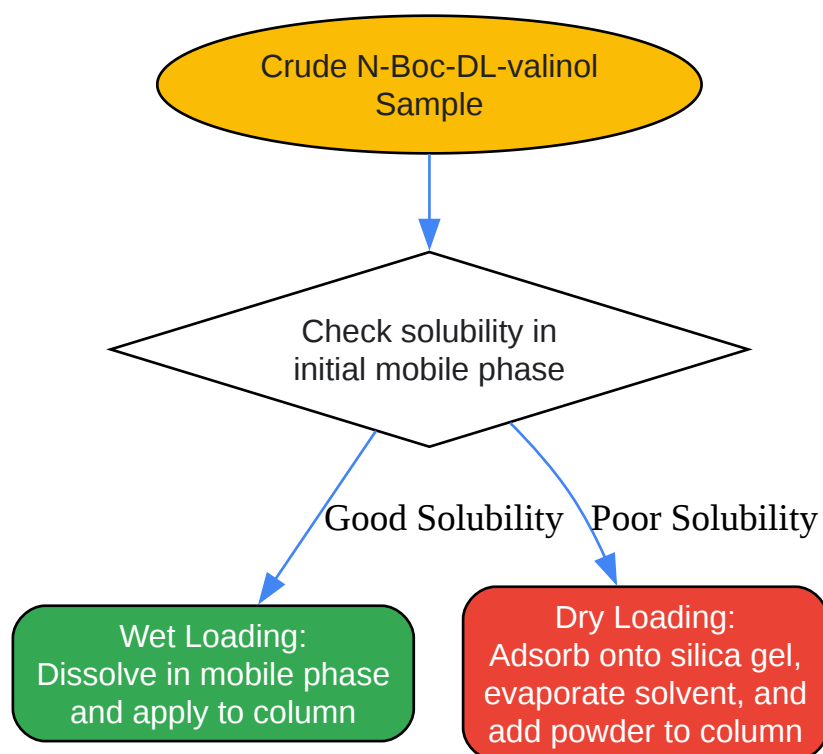 Crude N-Boc-DL-valinol
Sample
Check solubility in
initial mobile phase
Good Solubility
Poor Solubility
Wet Loading:
Dissolve in mobile phase
and apply to column
Dry Loading:
Adsorb onto silica gel,
evaporate solvent, and
add powder to column